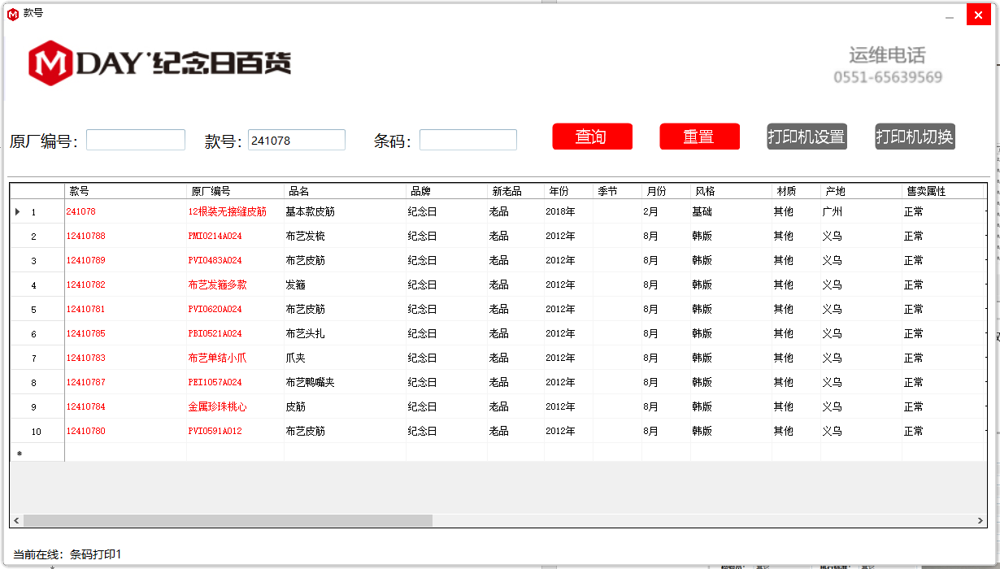 款号
MDAY 纪念日百货
运维电话
0551-65639569
原厂编号： 款号：241078 条码： 查询 重置 打印机设置 打印机切换
款号 原厂编号 品名 品牌 新老品 年份 季节 月份 风格 材质 产地 售卖属性
1 241078 12根装无接缝皮筋 基本款皮筋 纪念日 老品 2018年 2月 基础 其他 广州 正常
2 12410788 PMI0214A024 布艺发梳 纪念日 老品 2012年 8月 韩版 其他 义乌 正常
3 12410789 PVI0483A024 布艺皮筋 纪念日 老品 2012年 8月 韩版 其他 义乌 正常
4 12410782 布艺发箍多款 发箍 纪念日 老品 2012年 8月 韩版 其他 义乌 正常
5 12410781 PVI0620A024 布艺皮筋 纪念日 老品 2012年 8月 韩版 其他 义乌 正常
6 12410785 PBI0521A024 布艺头扎 纪念日 老品 2012年 8月 韩版 其他 义乌 正常
7 12410783 布艺单结小爪 爪夹 纪念日 老品 2012年 8月 韩版 其他 义乌 正常
8 12410787 PEI1057A024 布艺鸭嘴夹 纪念日 老品 2012年 8月 韩版 其他 义乌 正常
9 12410784 金属珍珠桃心 皮筋 纪念日 老品 2012年 8月 韩版 其他 义乌 正常
10 12410780 PVI0591A012 布艺皮筋 纪念日 老品 2012年 8月 韩版 其他 义乌 正常
当前在线：条码打印1